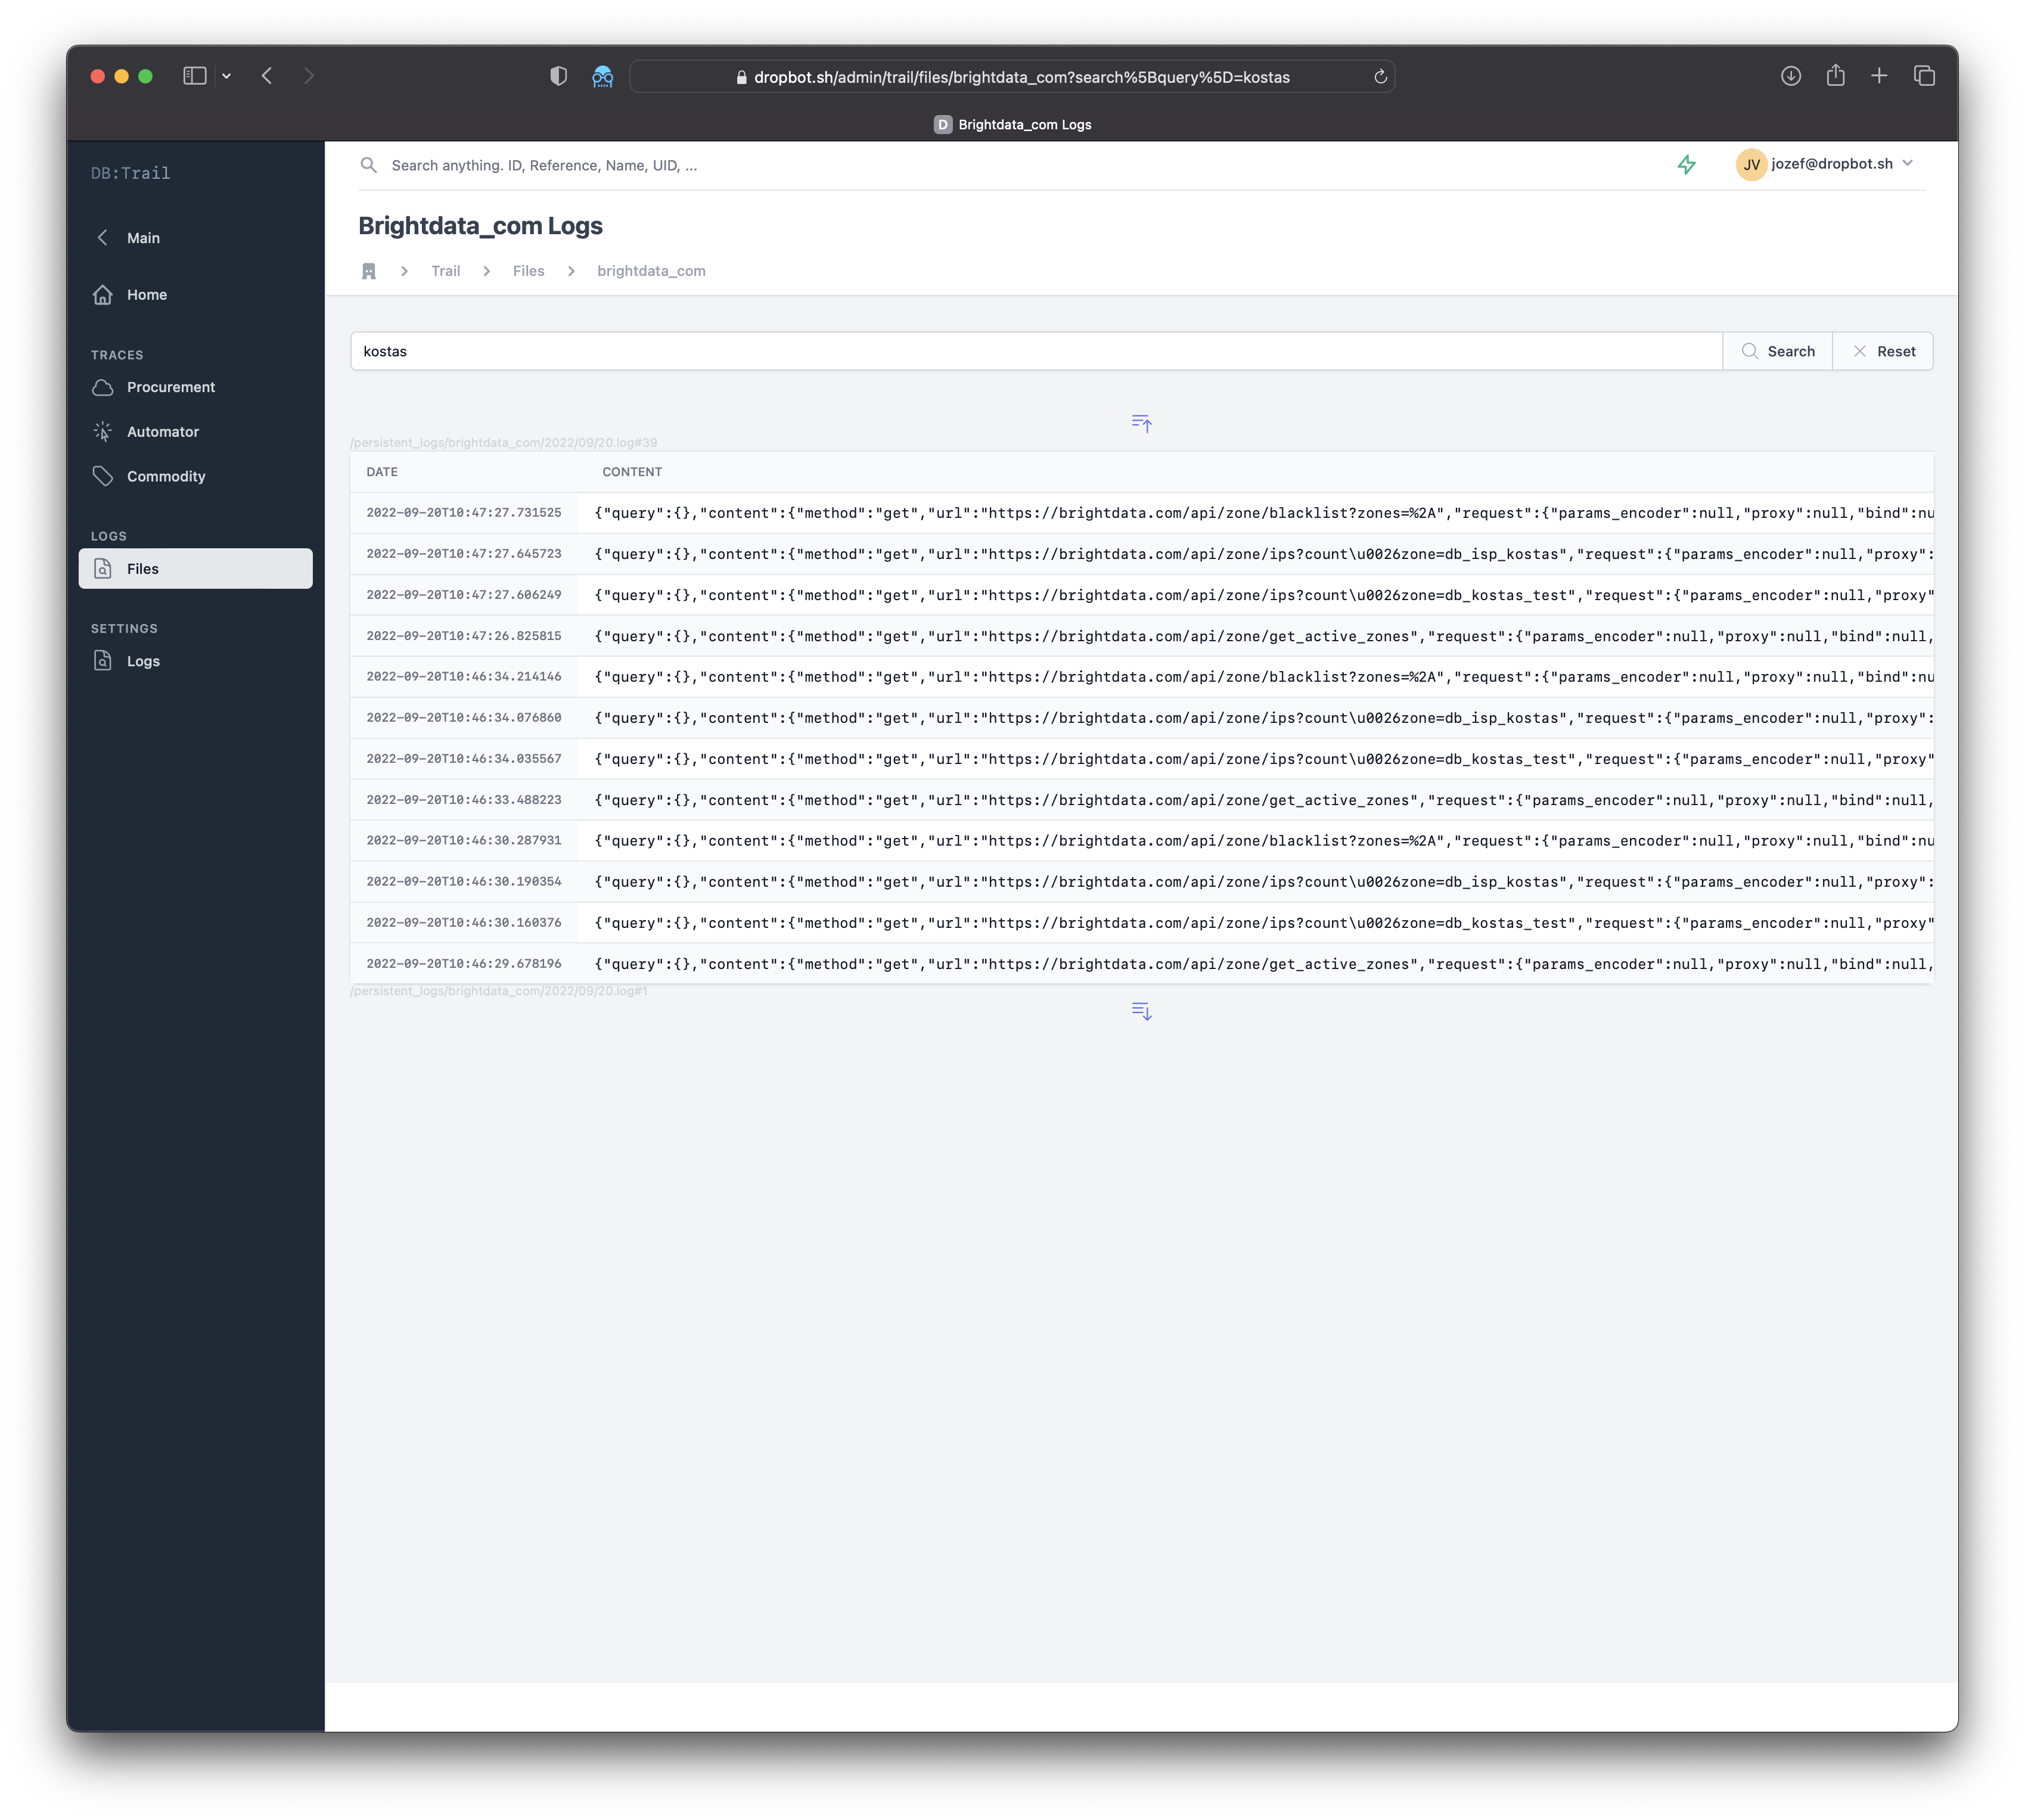 dropbot.sh/admin/trail/files/brightdata_com?search%5Bquery%5D=kostas
D Brightdata_com Logs
DB:Trail
Search anything. ID, Reference, Name, UID, ...
JV jozef@dropbot.sh
Main
Home
TRACES
Procurement
Automator
Commodity
LOGS
Files
SETTINGS
Logs
Brightdata_com Logs
Trail
Files
brightdata_com
kostas
Search
Reset
/persistent_logs/brightdata_com/2022/09/20.log#39
DATE CONTENT
2022-09-20T10:47:27.731525 {"query":{},"content":{"method":"get","url":"https://brightdata.com/api/zone/blacklist?zones=%2A","request":{"params_encoder":null,"proxy":null,"bind":nu
2022-09-20T10:47:27.645723 {"query":{},"content":{"method":"get","url":"https://brightdata.com/api/zone/ips?count\u0026zone=db_isp_kostas","request":{"params_encoder":null,"proxy":
2022-09-20T10:47:27.606249 {"query":{},"content":{"method":"get","url":"https://brightdata.com/api/zone/ips?count\u0026zone=db_kostas_test","request":{"params_encoder":null,"proxy"
2022-09-20T10:47:26.825815 {"query":{},"content":{"method":"get","url":"https://brightdata.com/api/zone/get_active_zones","request":{"params_encoder":null,"proxy":null,"bind":null,
2022-09-20T10:46:34.214146 {"query":{},"content":{"method":"get","url":"https://brightdata.com/api/zone/blacklist?zones=%2A","request":{"params_encoder":null,"proxy":null,"bind":nu
2022-09-20T10:46:34.076860 {"query":{},"content":{"method":"get","url":"https://brightdata.com/api/zone/ips?count\u0026zone=db_isp_kostas","request":{"params_encoder":null,"proxy":
2022-09-20T10:46:34.035567 {"query":{},"content":{"method":"get","url":"https://brightdata.com/api/zone/ips?count\u0026zone=db_kostas_test","request":{"params_encoder":null,"proxy"
2022-09-20T10:46:33.488223 {"query":{},"content":{"method":"get","url":"https://brightdata.com/api/zone/get_active_zones","request":{"params_encoder":null,"proxy":null,"bind":null,
2022-09-20T10:46:30.287931 {"query":{},"content":{"method":"get","url":"https://brightdata.com/api/zone/blacklist?zones=%2A","request":{"params_encoder":null,"proxy":null,"bind":nu
2022-09-20T10:46:30.190354 {"query":{},"content":{"method":"get","url":"https://brightdata.com/api/zone/ips?count\u0026zone=db_isp_kostas","request":{"params_encoder":null,"proxy":
2022-09-20T10:46:30.160376 {"query":{},"content":{"method":"get","url":"https://brightdata.com/api/zone/ips?count\u0026zone=db_kostas_test","request":{"params_encoder":null,"proxy"
2022-09-20T10:46:29.678196 {"query":{},"content":{"method":"get","url":"https://brightdata.com/api/zone/get_active_zones","request":{"params_encoder":null,"proxy":null,"bind":null,
/persistent_logs/brightdata_com/2022/09/20.log#1